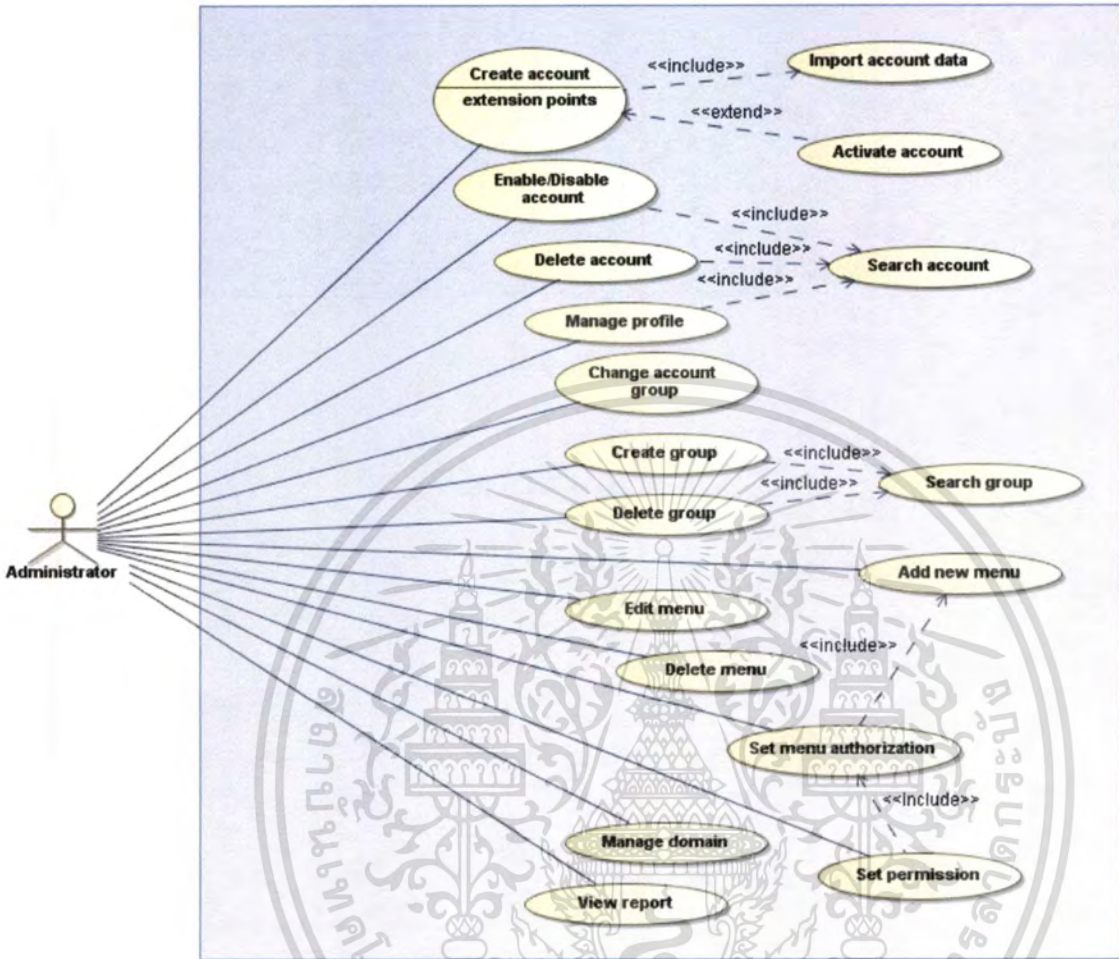 Create account
extension points
<<include>>
Import account data
<<extend>>
Activate account
Enable/Disable
account
<<include>>
Delete account
<<include>>
Search account
<<include>>
Manage profile
Change account
group
Create group
<<include>>
Search group
<<include>>
Delete group
Administrator
Add new menu
Edit menu
<<include>>
Delete menu
Set menu authorization
<<include>>
Manage domain
Set permission
View report